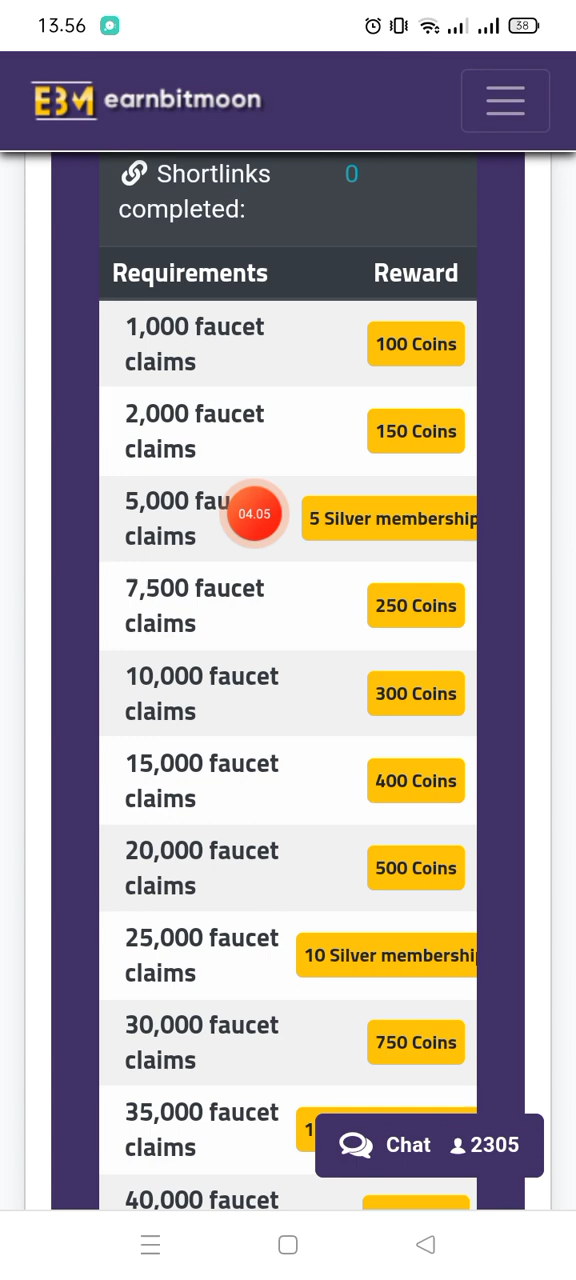 13.56
38
EBM earnbitmoon
Shortlinks 0
completed:
Requirements Reward
1,000 faucet
claims
100 Coins
2,000 faucet
claims
150 Coins
5,000 fau
claims
04.05
5 Silver membership
7,500 faucet
claims
250 Coins
10,000 faucet
claims
300 Coins
15,000 faucet
claims
400 Coins
20,000 faucet
claims
500 Coins
25,000 faucet
claims
10 Silver membershi
30,000 faucet
claims
750 Coins
35,000 faucet
claims
1
Chat 2305
40,000 faucet